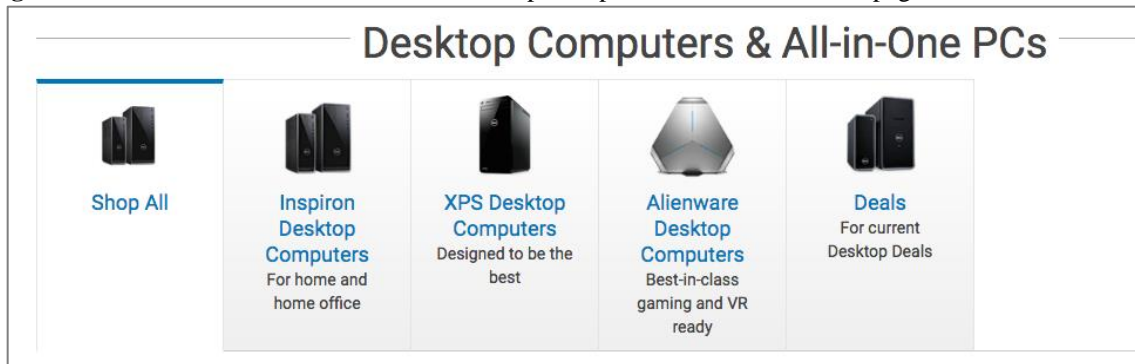 Desktop Computers & All-in-One PCs
Shop All
Inspiron
Desktop
Computers
For home and
home office
XPS Desktop
Computers
Designed to be the
best
Alienware
Desktop
Computers
Best-in-class
gaming and VR
ready
Deals
For current
Desktop Deals